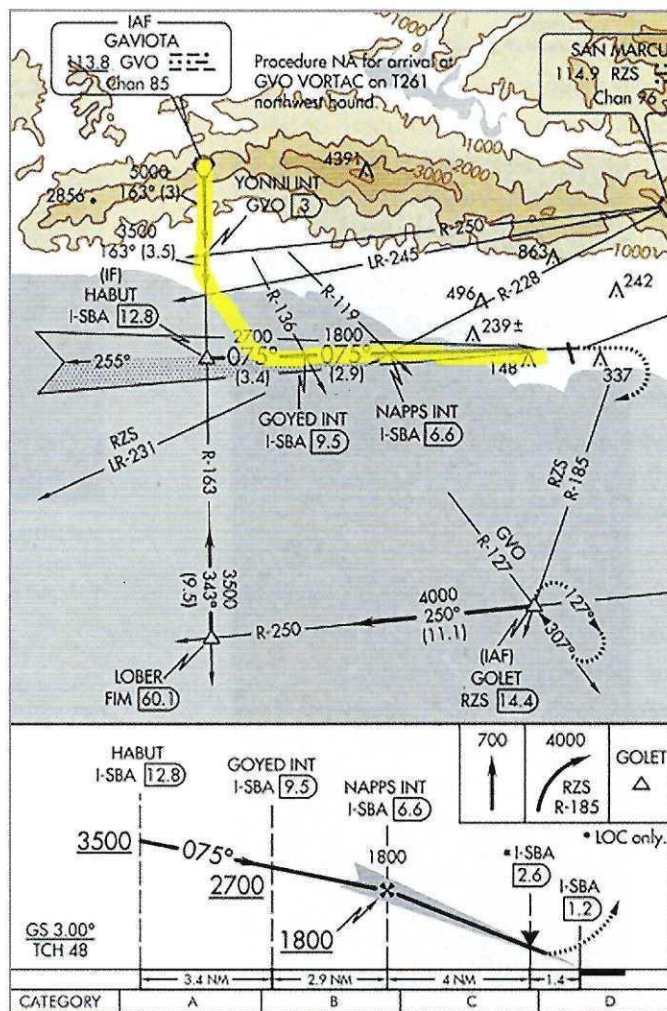 IAF
GAVIOTA
113.8 GVO
Chan 85
Procedure NA for arrival at
GVO VORTAC on T261
northwest bound.
SAN MARCU
114.9 RZS
Chan 96
1000
1000
2000
3000
1000
4391
5000
163° (3)
2856
YONNI INT
GVO 3
3500
163° (3.5)
R-250
LR-245
863
1000
(IF)
HABUT
I-SBA 12.8
R-136
R-119
R-228
496
242
239±
2700
1800
255°
075°
075°
(3.4)
(2.9)
148
337
GOYED INT
I-SBA 9.5
NAPPS INT
I-SBA 6.6
RZS
LR-231
R-163
RZS
R-185
GVO
R-127
3500
343°
(9.5)
4000
250°
(11.1)
R-250
127°
307°
LOBER
FIM 60.1
(IAF)
GOLET
RZS 14.4
HABUT
I-SBA 12.8
GOYED INT
I-SBA 9.5
NAPPS INT
I-SBA 6.6
700
4000
RZS
R-185
GOLET
LOC only.
3500
075°
2700
1800
1800
I-SBA
2.6
I-SBA
1.2
GS 3.00°
TCH 48
3.4 NM
2.9 NM
4 NM
1.4
CATEGORY
A
B
C
D